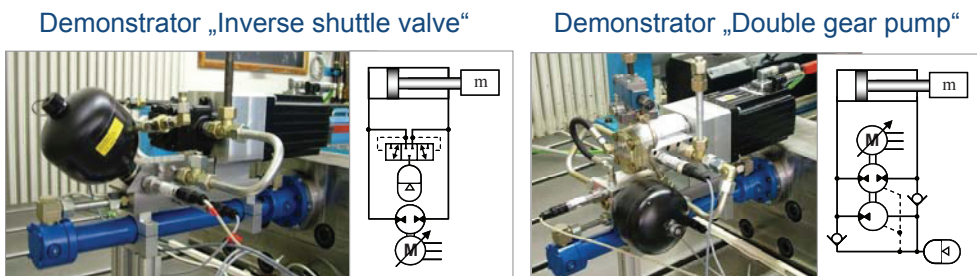 Demonstrator „Inverse shuttle valve“
Demonstrator „Double gear pump“
m
M
m
M